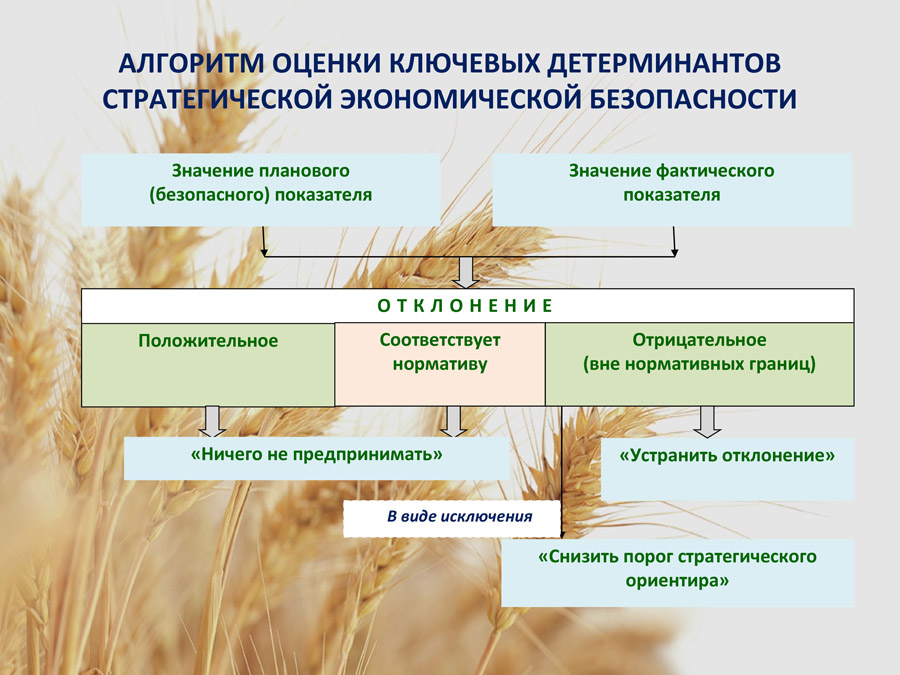 АЛГОРИТМ ОЦЕНКИ КЛЮЧЕВЫХ ДЕТЕРМИНАНТОВ
СТРАТЕГИЧЕСКОЙ ЭКОНОМИЧЕСКОЙ БЕЗОПАСНОСТИ
Значение планового
(безопасного) показателя
Значение фактического
показателя
ОТКЛОНЕНИЕ
Положительное
Соответствует
нормативу
Отрицательное
(вне нормативных границ)
«Ничего не предпринимать»
«Устранить отклонение»
В виде исключения
«Снизить порог стратегического
ориентира»